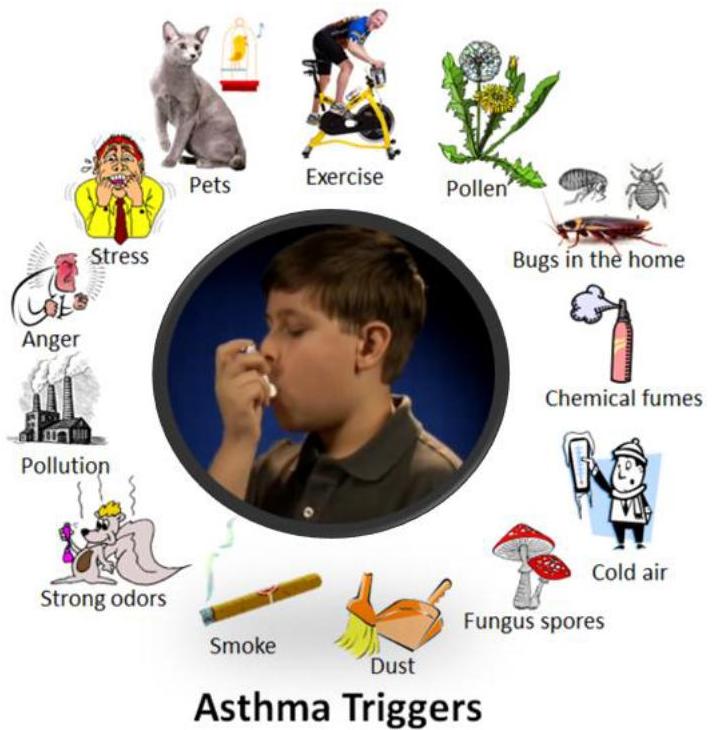 Pets
Exercise
Pollen
Bugs in the home
Chemical fumes
Cold air
Fungus spores
Dust
Smoke
Strong odors
Pollution
Anger
Stress
Asthma Triggers